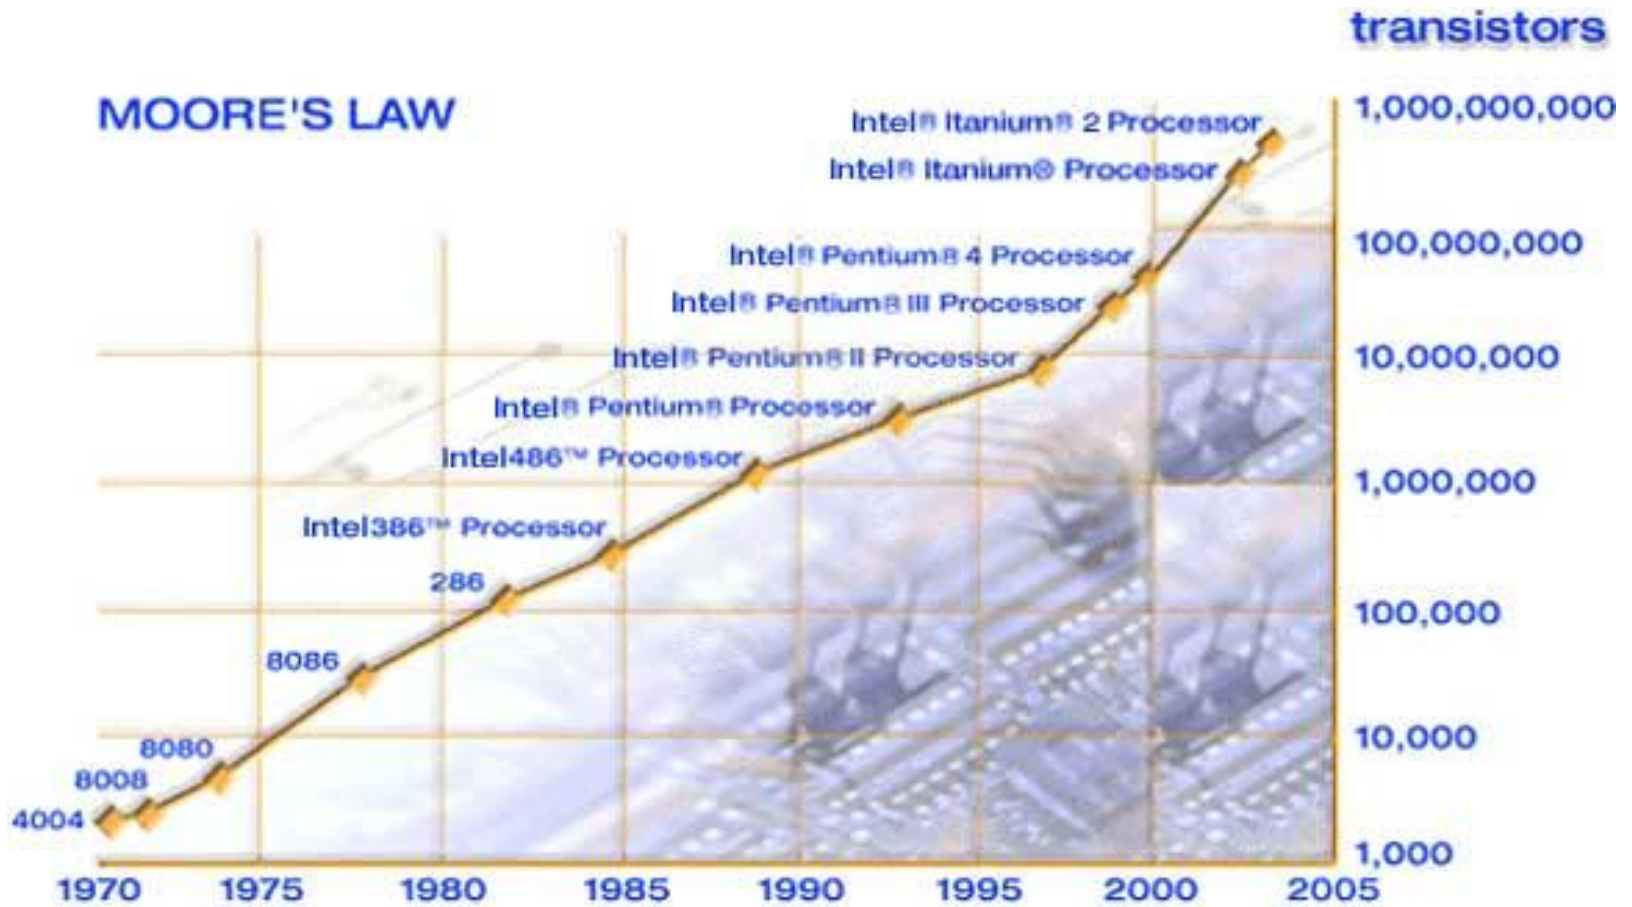 transistors
MOORE'S LAW
1,000,000,000
Intel® Itanium® 2 Processor
Intel® Itanium® Processor
100,000,000
Intel® Pentium® 4 Processor
Intel® Pentium® III Processor
10,000,000
Intel® Pentium® II Processor
Intel® Pentium® Processor
Intel486™ Processor
1,000,000
Intel386™ Processor
286
100,000
8086
10,000
8080
8008
4004
1,000
1970 1975 1980 1985 1990 1995 2000 2005